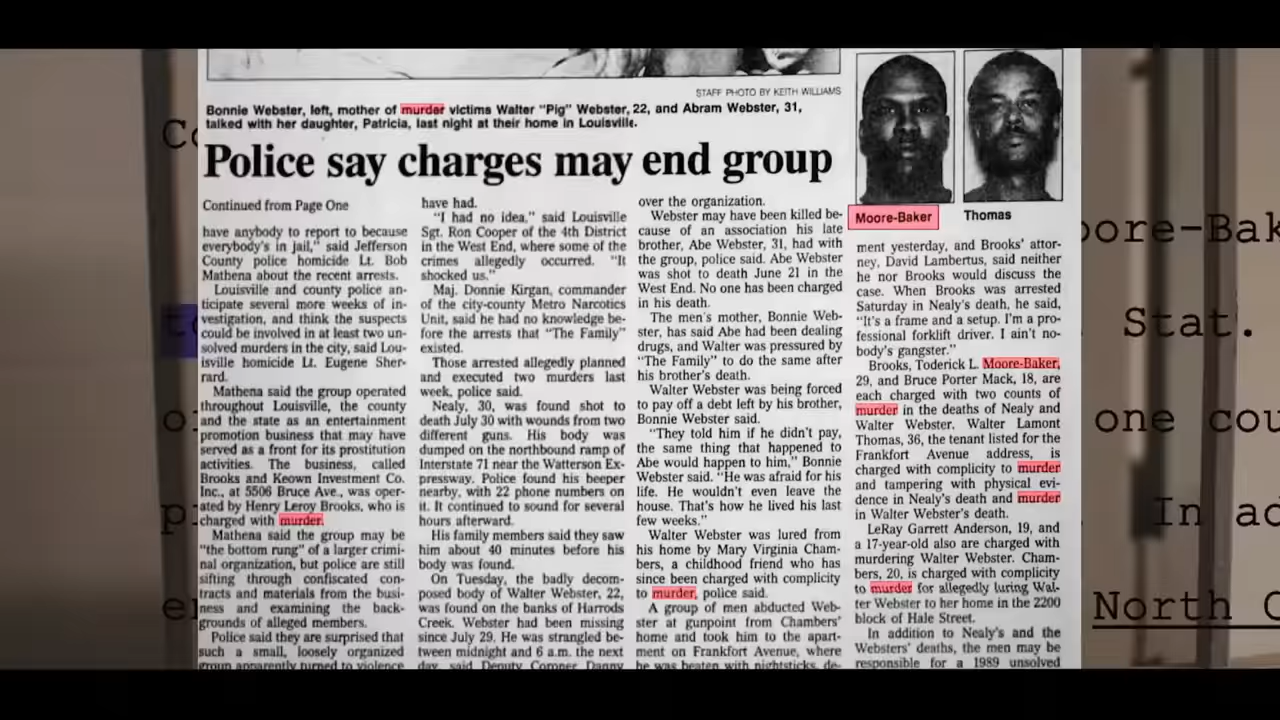 STAFF PHOTO BY KEITH WILLIAMS
Bonnie Webster, left, mother of murder victims Walter "Pig" Webster, 22, and Abram Webster, 31,
talked with her daughter, Patricia, last night at their home in Louisville.
Police say charges may end group
Continued from Page One
have anybody to report to because
everybody's in jail," said Jefferson
County police homicide Lt. Bob
Mathena about the recent arrests.
Louisville and county police an-
ticipate several more weeks of in-
vestigation, and think the suspects
could be involved in at least two un-
solved murders in the city, said Lou-
isville homicide Lt. Eugene Sher-
rard.
Mathena said the group operated
throughout Louisville, the county
and the state as an entertainment
promotion business that may have
served as a front for its prostitution
activities. The business, called
Brooks and Keown Investment Co.
Inc., at 5506 Bruce Ave., was oper-
ated by Henry Leroy Brooks, who is
charged with murder.
Mathena said the group may be
"the bottom rung" of a larger crimi-
nal organization, but police are still
sifting through confiscated con-
tracts and materials from the busi-
ness and examining the back-
grounds of alleged members.
Police said they are surprised that
such a small, loosely organized
group apparently turned to violence
have had.
"I had no idea," said Louisville
Sgt. Ron Cooper of the 4th District
in the West End, where some of the
crimes allegedly occurred. "It
shocked us."
Maj. Donnie Kirgan, commander
of the city-county Metro Narcotics
Unit, said he had no knowledge be-
fore the arrests that "The Family"
existed.
Those arrested allegedly planned
and executed two murders last
week, police said.
Nealy, 30, was found shot to
death July 30 with wounds from two
different guns. His body was
dumped on the northbound ramp of
Interstate 71 near the Watterson Ex-
pressway. Police found his beeper
nearby, with 22 phone numbers on
it. It continued to sound for several
hours afterward.
His family members said they saw
him about 40 minutes before his
body was found.
On Tuesday, the badly decom-
posed body of Walter Webster, 22,
was found on the banks of Harrods
Creek. Webster had been missing
since July 29. He was strangled be-
tween midnight and 6 a.m. the next
day, said Deputy Coroner Danny
over the organization.
Webster may have been killed be-
cause of an association his late
brother, Abe Webster, 31, had with
the group, police said. Abe Webster
was shot to death June 21 in the
West End. No one has been charged
in his death.
The men's mother, Bonnie Web-
ster, has said Abe had been dealing
drugs, and Walter was pressured by
"The Family" to do the same after
his brother's death.
Walter Webster was being forced
to pay off a debt left by his brother,
Bonnie Webster said.
"They told him if he didn't pay,
the same thing that happened to
Abe would happen to him," Bonnie
Webster said. "He was afraid for his
life. He wouldn't even leave the
house. That's how he lived his last
few weeks."
Walter Webster was lured from
his home by Mary Virginia Cham-
bers, a childhood friend who has
since been charged with complicity
to murder, police said.
A group of men abducted Web-
ster at gunpoint from Chambers'
home and took him to the apart-
ment on Frankfort Avenue, where
he was beaten with nightsticks, de-
Moore-Baker
Thomas
ment yesterday, and Brooks' attor-
ney, David Lambertus, said neither
he nor Brooks would discuss the
case. When Brooks was arrested
Saturday in Nealy's death, he said,
"It's a frame and a setup. I'm a pro-
fessional forklift driver. I ain't no-
body's gangster."
Brooks, Toderick L. Moore-Baker,
29, and Bruce Porter Mack, 18, are
each charged with two counts of
murder in the deaths of Nealy and
Walter Webster. Walter Lamont
Thomas, 36, the tenant listed for the
Frankfort Avenue address, is
charged with complicity to murder
and tampering with physical evi-
dence in Nealy's death and murder
in Walter Webster's death.
LeRay Garrett Anderson, 19, and
a 17-year-old also are charged with
murdering Walter Webster. Cham-
bers, 20, is charged with complicity
to murder for allegedly luring Wal-
ter Webster to her home in the 2200
block of Hale Street.
In addition to Nealy's and the
Websters' deaths, the men may be
responsible for a 1989 unsolved
oore-Bak
Stat.
one cou
In ad
North C